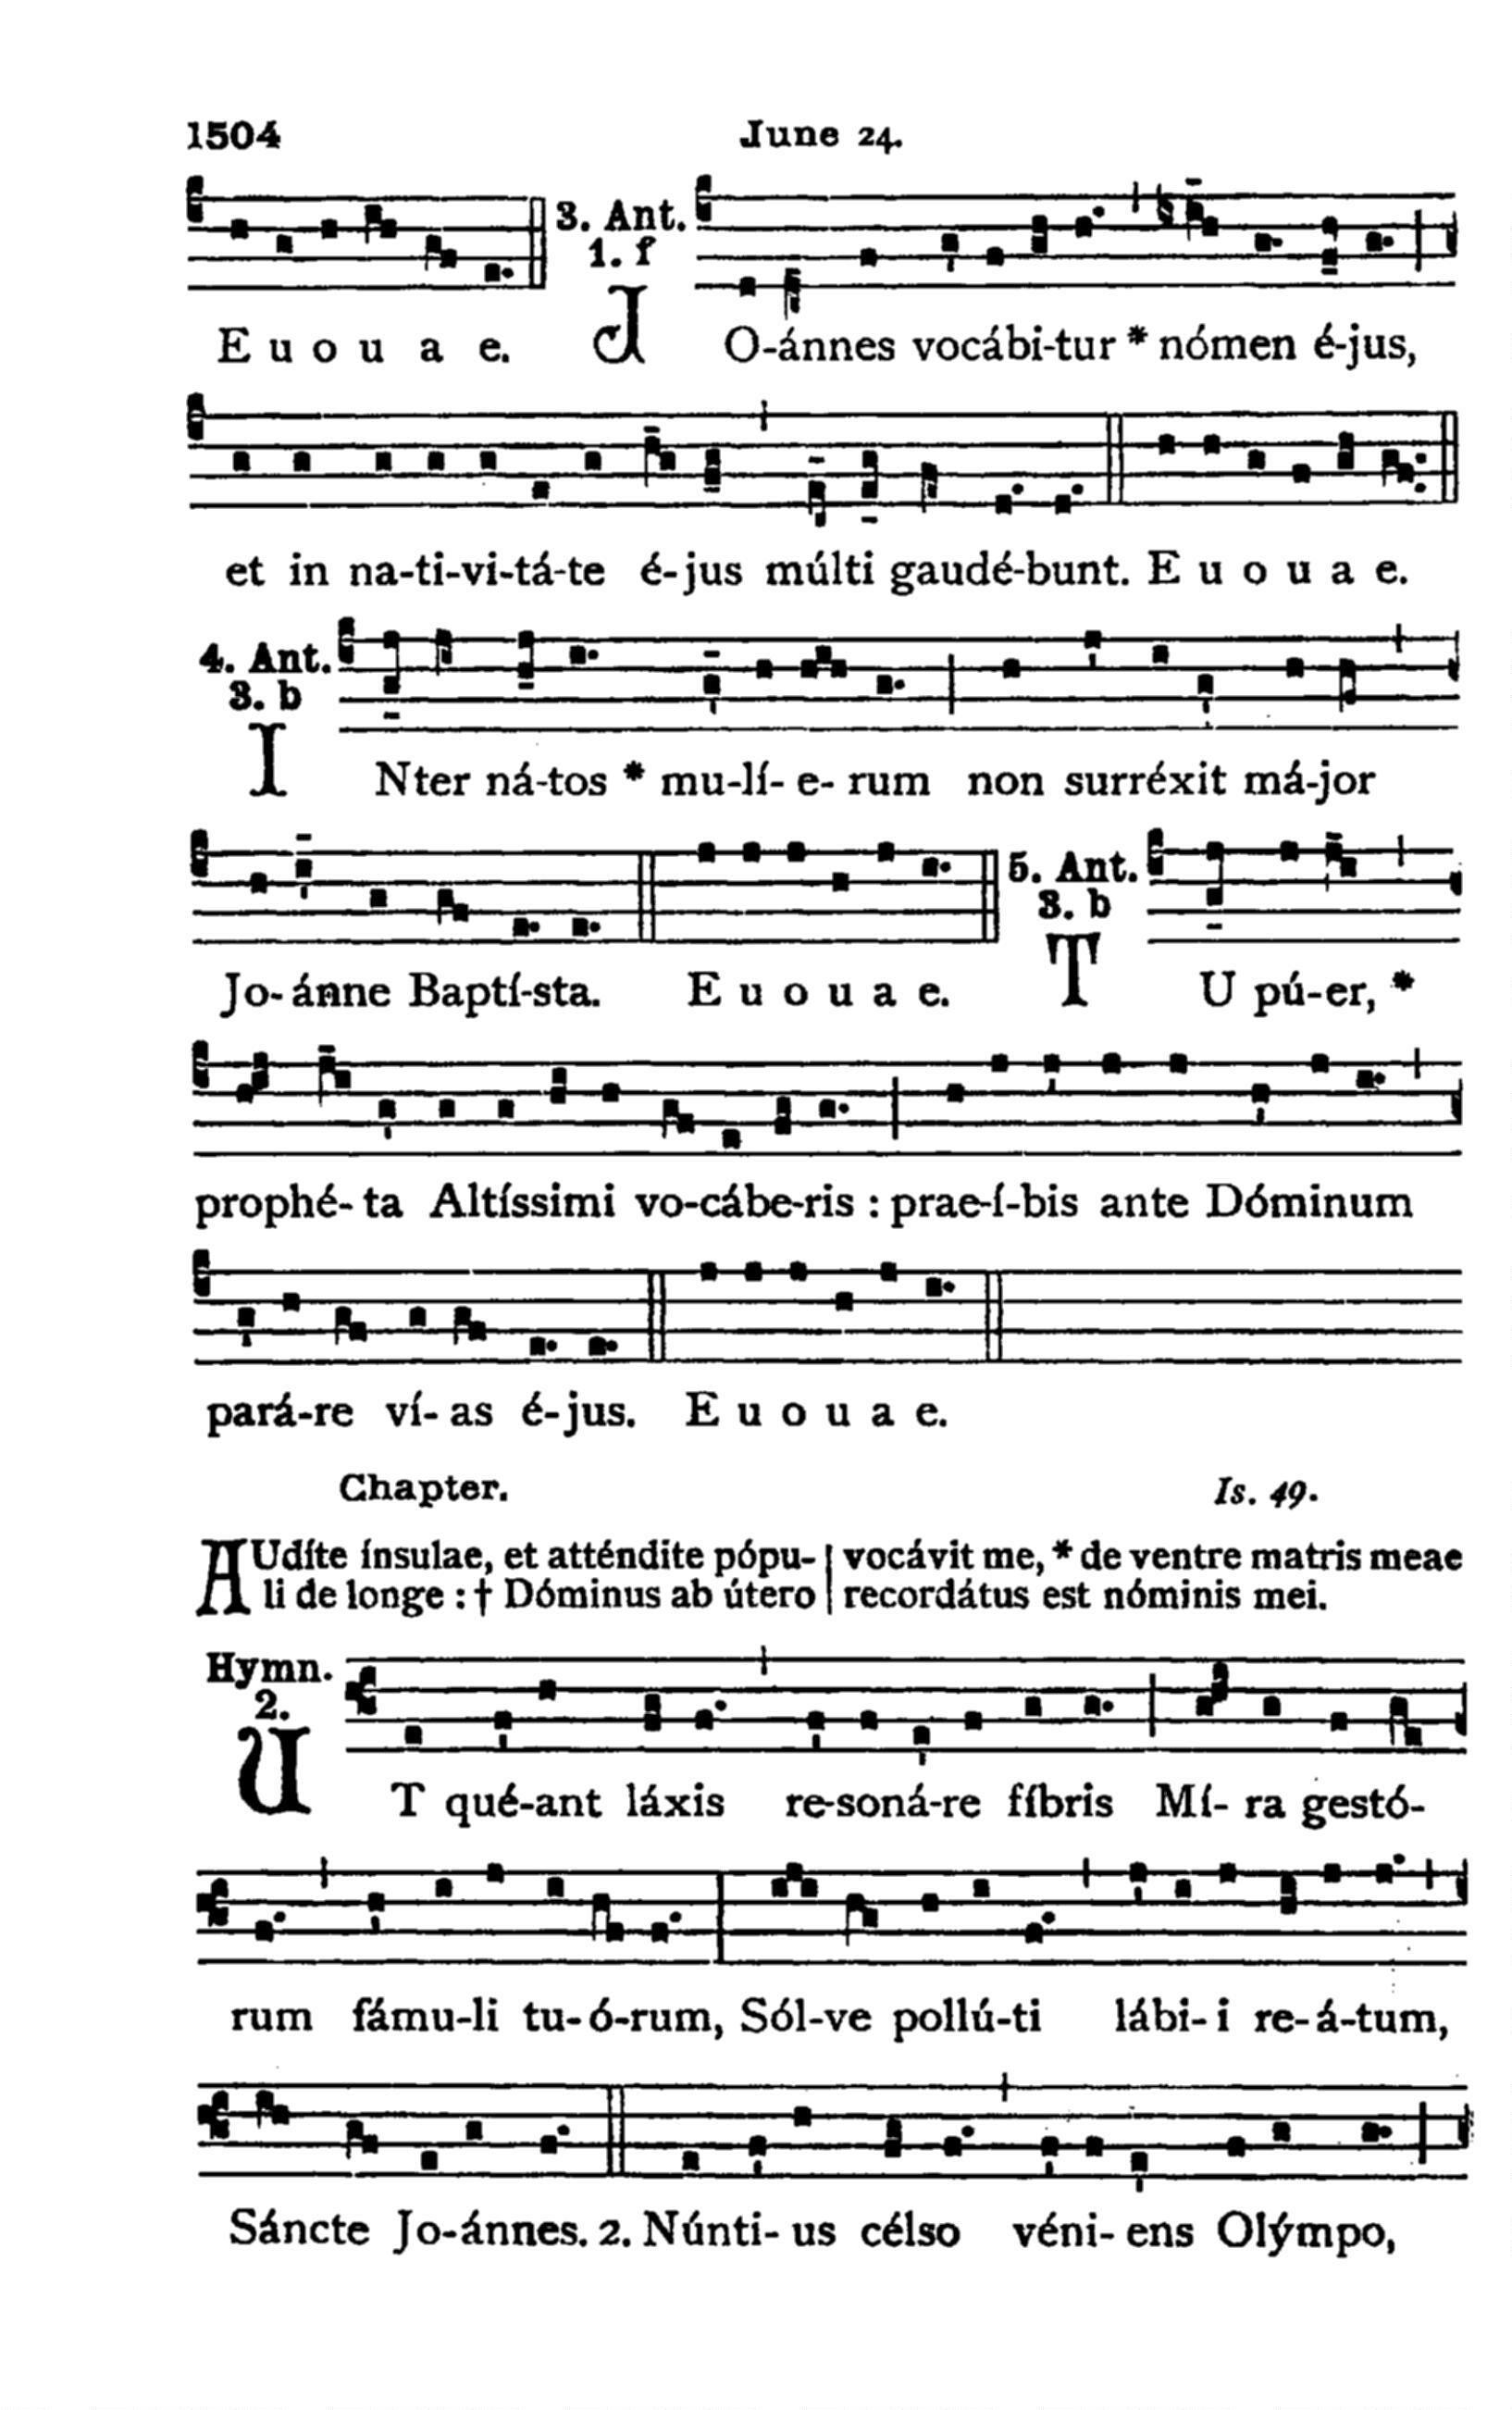 1504 June 24.
3. Ant.
1. f
E u o u a e. JO-ánnes vocábi-tur * nómen é-jus,
et in na-ti-vi-tá-te é-jus múlti gaudé-bunt. E u o u a e.
4. Ant.
3. b
INter ná-tos * mu-lí- e- rum non surréxit má-jor
5. Ant.
3. b
Jo-ánne Baptí-sta. E u o u a e. TU pú-er, *
prophé- ta Altíssimi vo-cábe-ris : prae-í-bis ante Dóminum
pará-re ví- as é-jus. E u o u a e.
Chapter. Is. 49.
AUdíte ínsulae, et atténdite pópu-
li de longe : † Dóminus ab útero
vocávit me, * de ventre matris meae
recordátus est nóminis mei.
Hymn.
2.
UT qué-ant láxis re-soná-re fíbris Mí- ra gestó-
rum fámu-li tu- ó-rum, Sól-ve pollú-ti lábi- i re- á-tum,
Sáncte Jo-ánnes. 2. Núnti- us célso véni- ens Olýmpo,